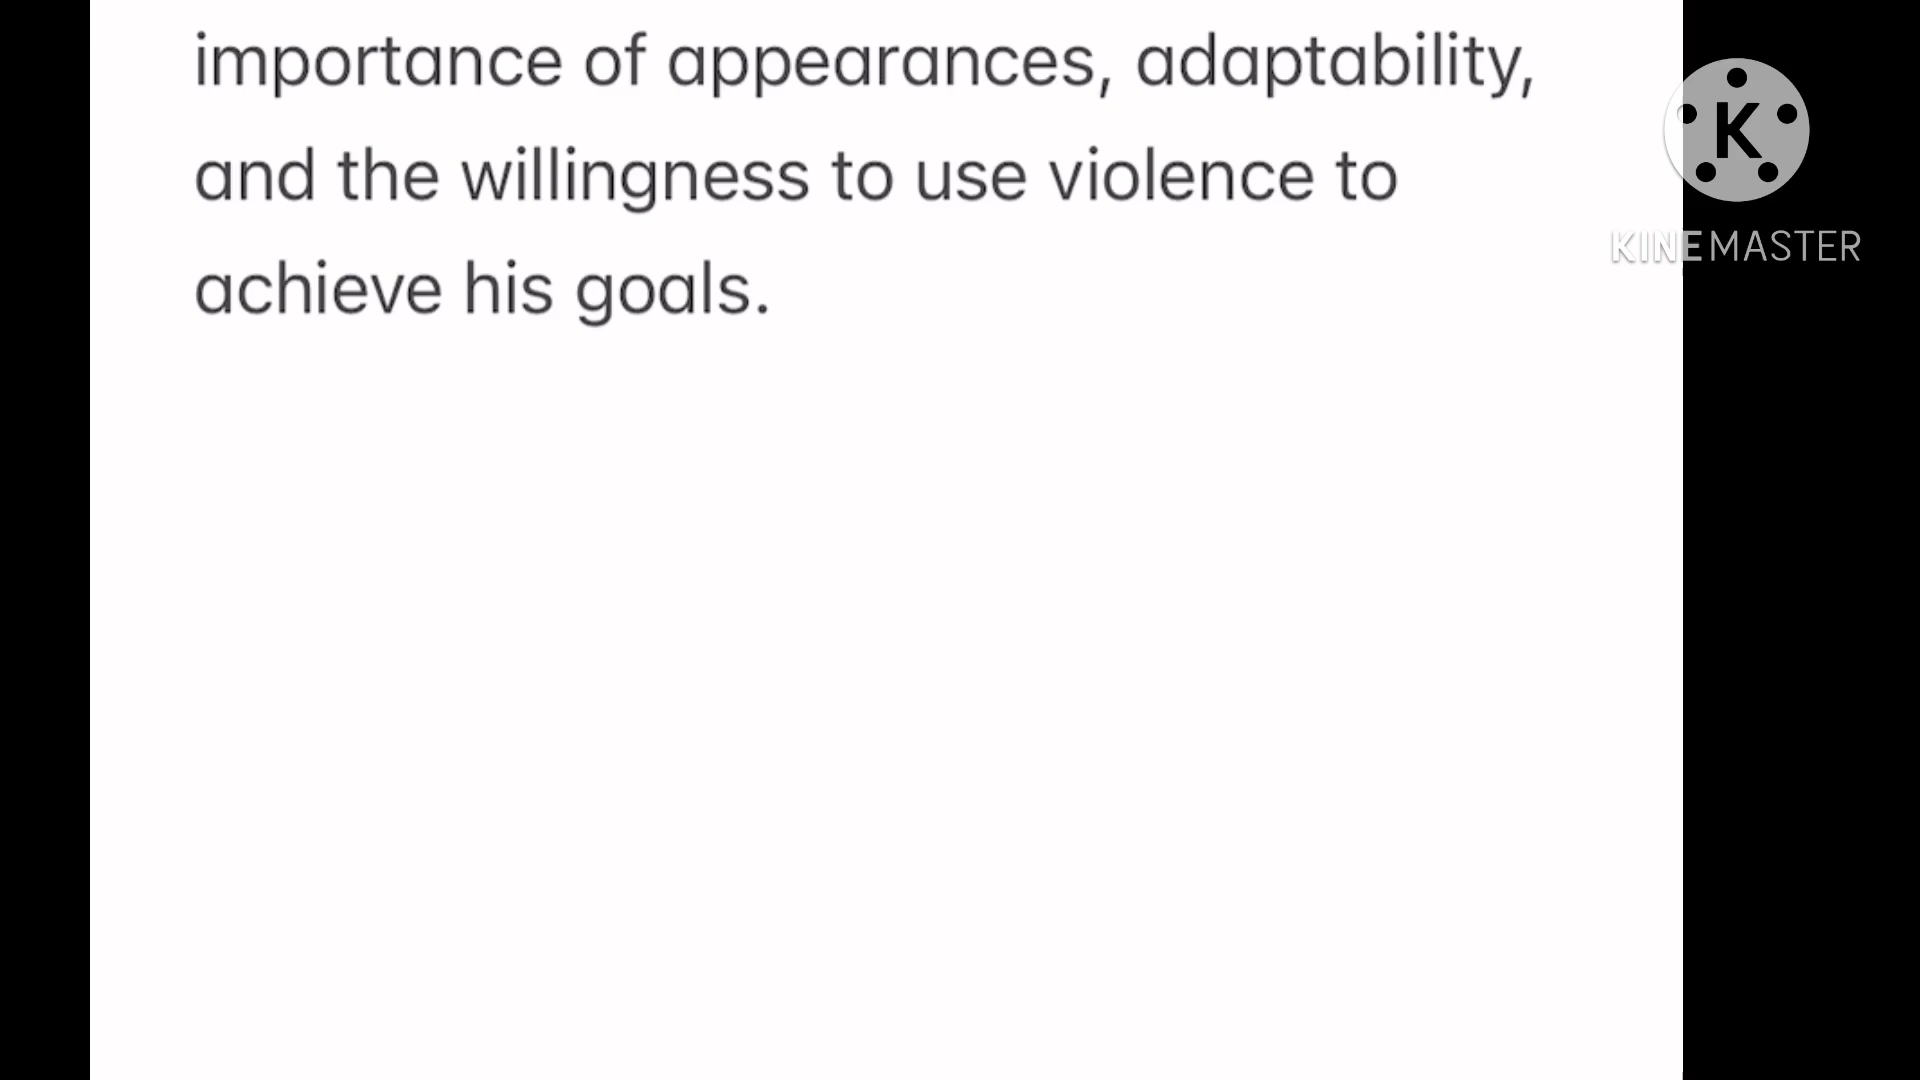 importance of appearances, adaptability,
and the willingness to use violence to
achieve his goals.
K
KINEMASTER